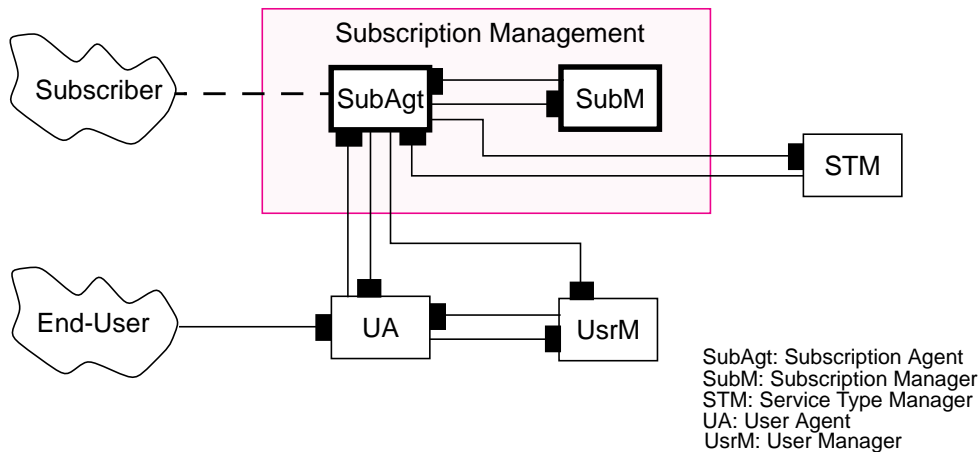 Subscription Management
Subscriber
SubAgt
SubM
STM
End-User
UA
UsrM
SubAgt: Subscription Agent
SubM: Subscription Manager
STM: Service Type Manager
UA: User Agent
UsrM: User Manager